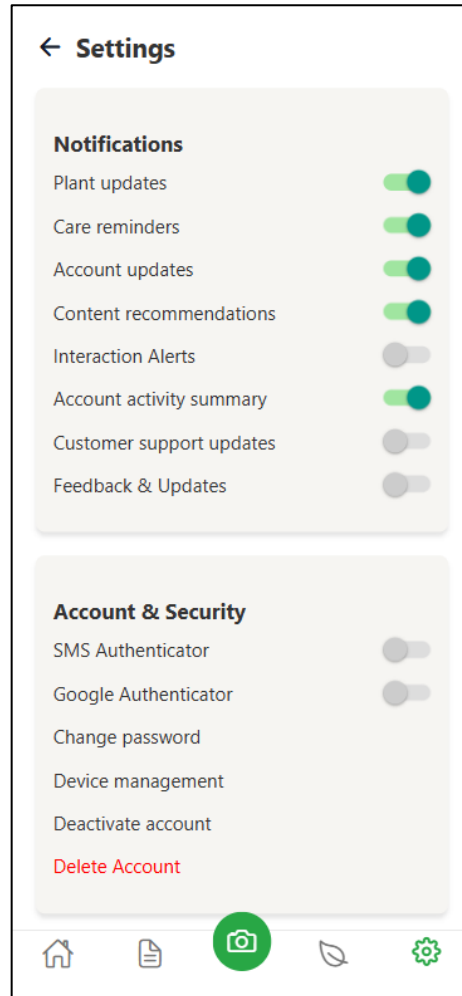 Settings
Notifications
Plant updates
Care reminders
Account updates
Content recommendations
Interaction Alerts
Account activity summary
Customer support updates
Feedback & Updates
Account & Security
SMS Authenticator
Google Authenticator
Change password
Device management
Deactivate account
Delete Account